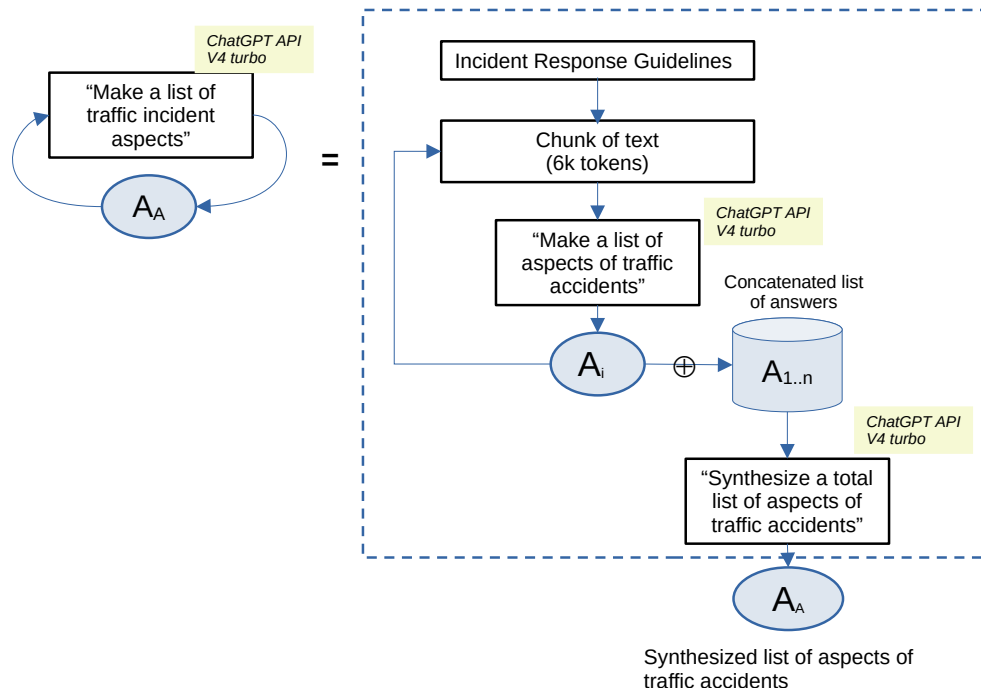 ChatGPT API
V4 turbo
“Make a list of
traffic incident
aspects”
AA
=
Incident Response Guidelines
Chunk of text
(6k tokens)
ChatGPT API
V4 turbo
“Make a list of
aspects of traffic
accidents”
Concatenated list
of answers
Ai
⊕
A1..n
ChatGPT API
V4 turbo
“Synthesize a total
list of aspects of
traffic accidents”
AA
Synthesized list of aspects of
traffic accidents